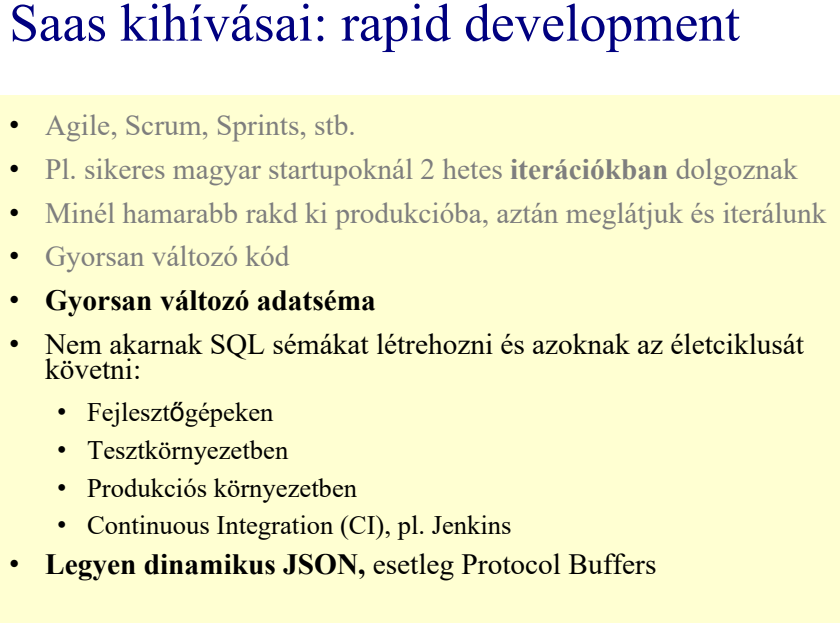 Saas kihívásai: rapid development
• Agile, Scrum, Sprints, stb.
• Pl. sikeres magyar startupoknál 2 hetes iterációkban dolgoznak
• Minél hamarabb rakd ki produkcióba, aztán meglátjuk és iterálunk
• Gyorsan változó kód
• Gyorsan változó adatséma
• Nem akarnak SQL sémákat létrehozni és azoknak az életciklusát
követni:
• Fejlesztőgépeken
• Tesztkörnyezetben
• Produkciós környezetben
• Continuous Integration (CI), pl. Jenkins
• Legyen dinamikus JSON, esetleg Protocol Buffers